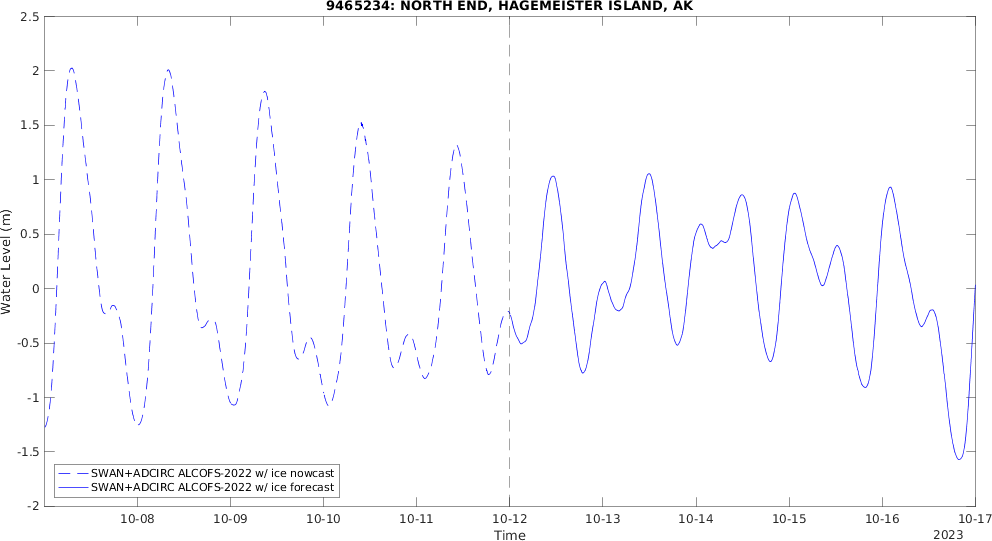 9465234: NORTH END, HAGEMEISTER ISLAND, AK
2.5
2
1.5
1
0.5
0
-0.5
-1
-1.5
-2
Water Level (m)
SWAN+ADCIRC ALCOFS-2022 w/ ice nowcast
SWAN+ADCIRC ALCOFS-2022 w/ ice forecast
10-08 10-09 10-10 10-11 10-12 10-13 10-14 10-15 10-16 10-17
Time
2023